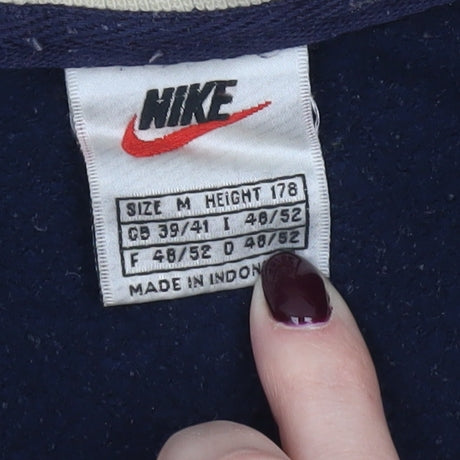 NIKE
SIZE M HEIGHT 178
GB 39/41 I 48/52
F 48/52 D 48/52
MADE IN INDON